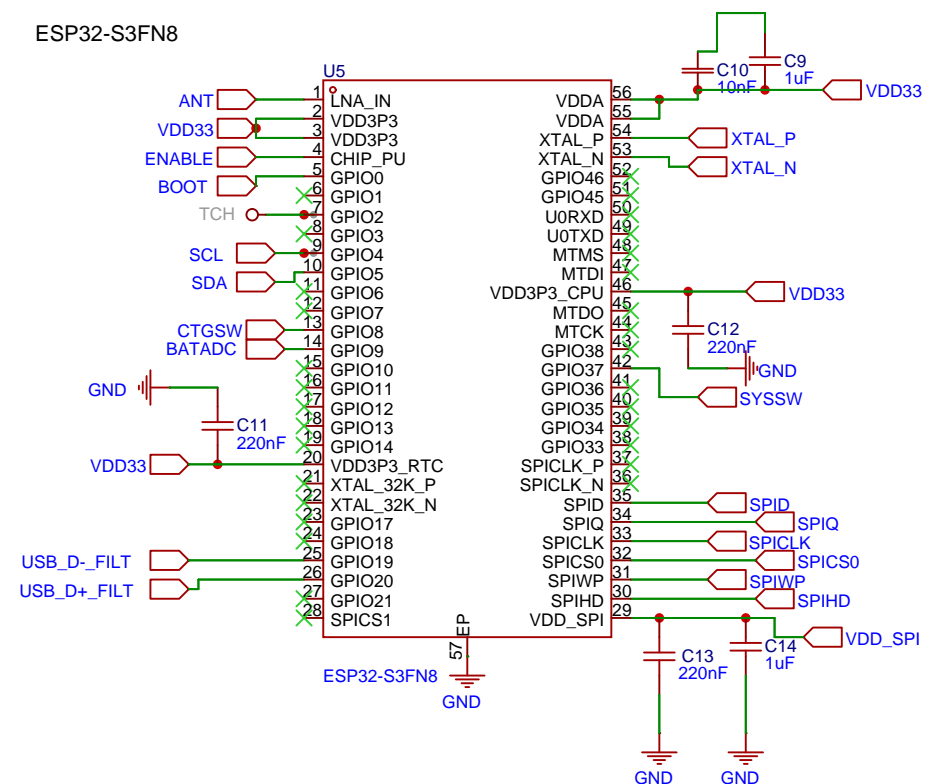 ESP32-S3FN8
U5
ANT
VDD33
ENABLE
BOOT
TCH
SCL
SDA
CTGSW
BATADC
GND
C11
220nF
VDD33
USB_D-_FILT
USB_D+_FILT
1 LNA_IN
2 VDD3P3
3 VDD3P3
4 CHIP_PU
5 GPIO0
6 GPIO1
7 GPIO2
8 GPIO3
9 GPIO4
10 GPIO5
11 GPIO6
12 GPIO7
13 GPIO8
14 GPIO9
15 GPIO10
16 GPIO11
17 GPIO12
18 GPIO13
19 GPIO14
20 VDD3P3_RTC
21 XTAL_32K_P
22 XTAL_32K_N
23 GPIO17
24 GPIO18
25 GPIO19
26 GPIO20
27 GPIO21
28 SPICS1
VDDA 56
VDDA 55
XTAL_P 54
XTAL_N 53
GPIO46 52
GPIO45 51
U0RXD 50
U0TXD 49
MTMS 48
MTDI 47
VDD3P3_CPU 46
MTDO 45
MTCK 44
GPIO38 43
GPIO37 42
GPIO36 41
GPIO35 40
GPIO34 39
GPIO33 38
SPICLK_P 37
SPICLK_N 36
SPID 35
SPIQ 34
SPICLK 33
SPICS0 32
SPIWP 31
SPIHD 30
VDD_SPI 29
57 EP
ESP32-S3FN8
GND
C10
10nF
C9
1uF
VDD33
XTAL_P
XTAL_N
VDD33
C12
220nF
GND
SYSSW
SPID
SPIQ
SPICLK
SPICS0
SPIWP
SPIHD
VDD_SPI
C13
220nF
C14
1uF
GND
GND